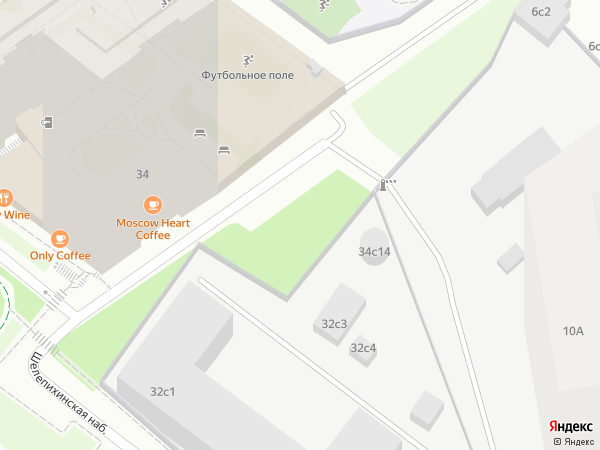 6с2
6с
Футбольное поле
34
Wine
Moscow Heart
Coffee
Only Coffee
34с14
32с3
32с4
10А
32с1
Шелепихинская наб.
Яндекс
© Яндекс